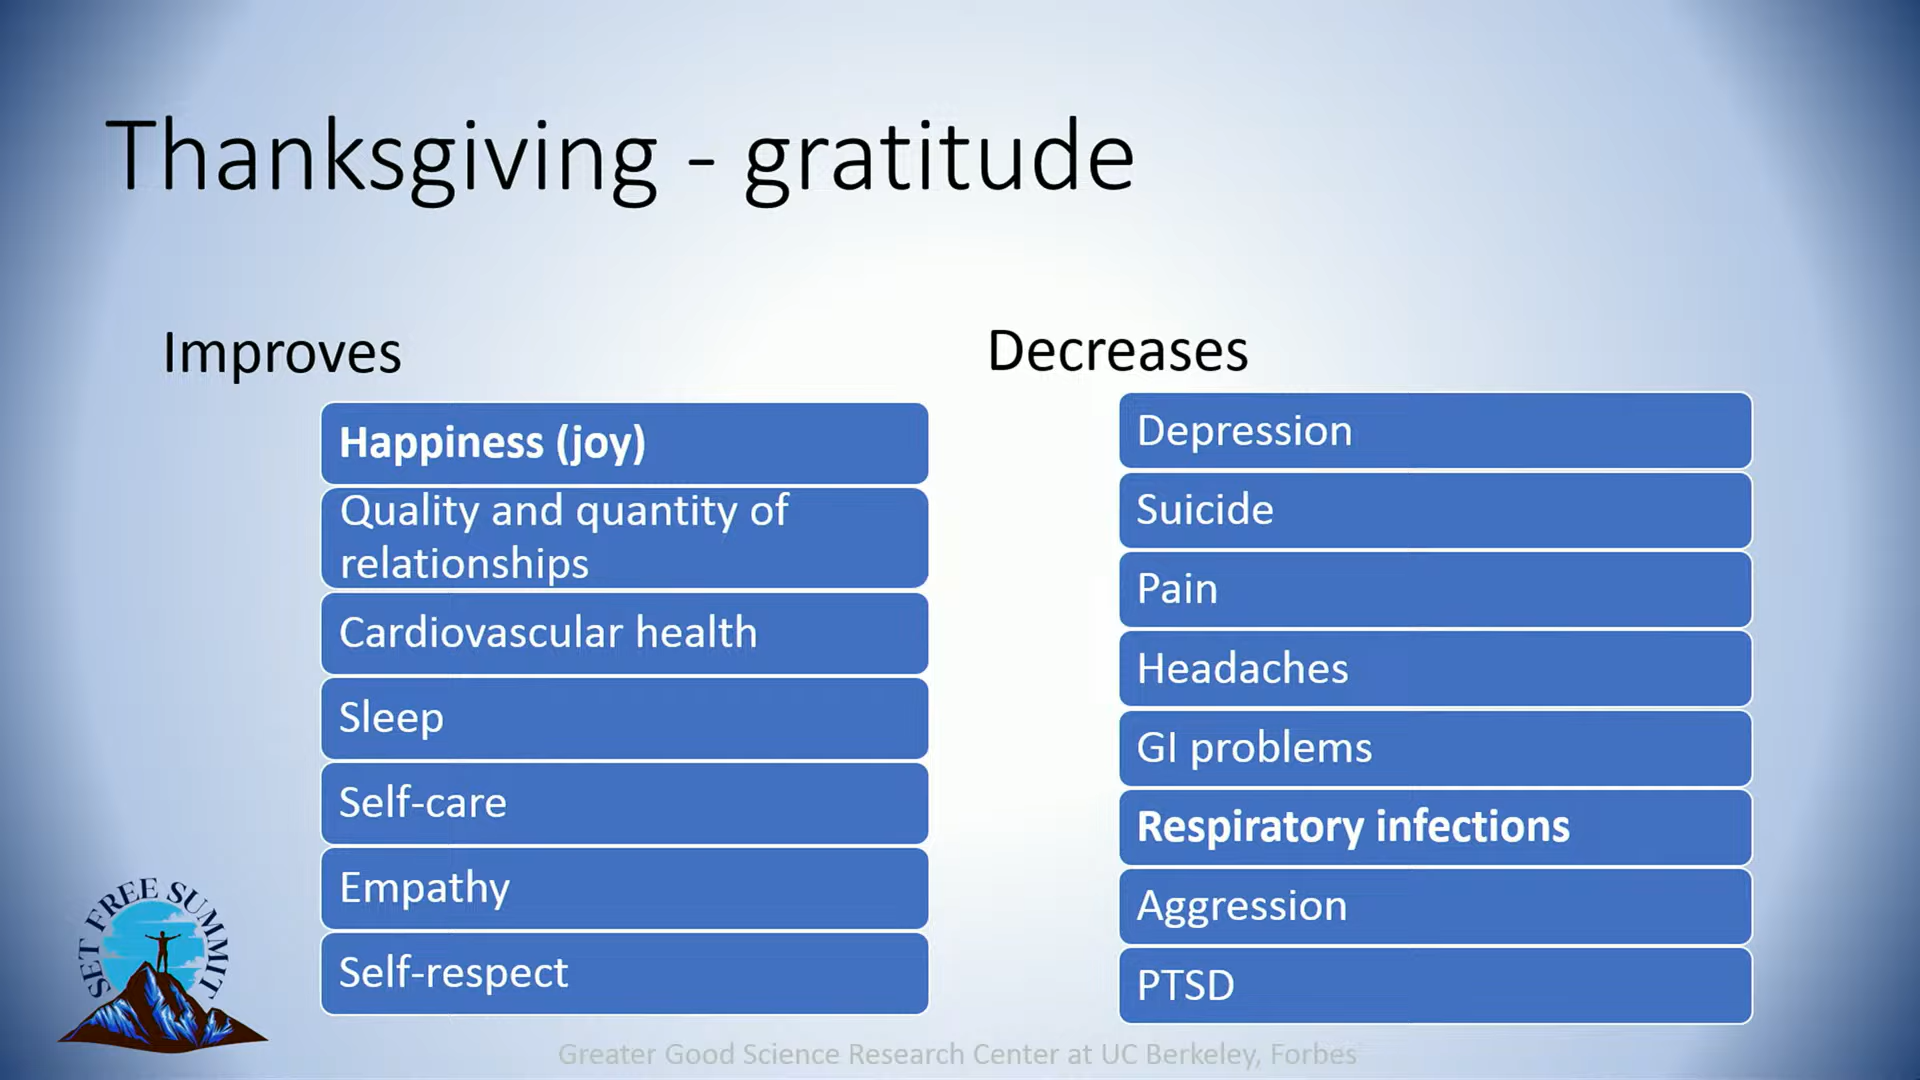 Thanksgiving - gratitude
Improves
Happiness (joy)
Quality and quantity of
relationships
Cardiovascular health
Sleep
Self-care
Empathy
Self-respect
Decreases
Depression
Suicide
Pain
Headaches
GI problems
Respiratory infections
Aggression
PTSD
SET FREE SUMMIT
Greater Good Science Research Center at UC Berkeley, Forbes